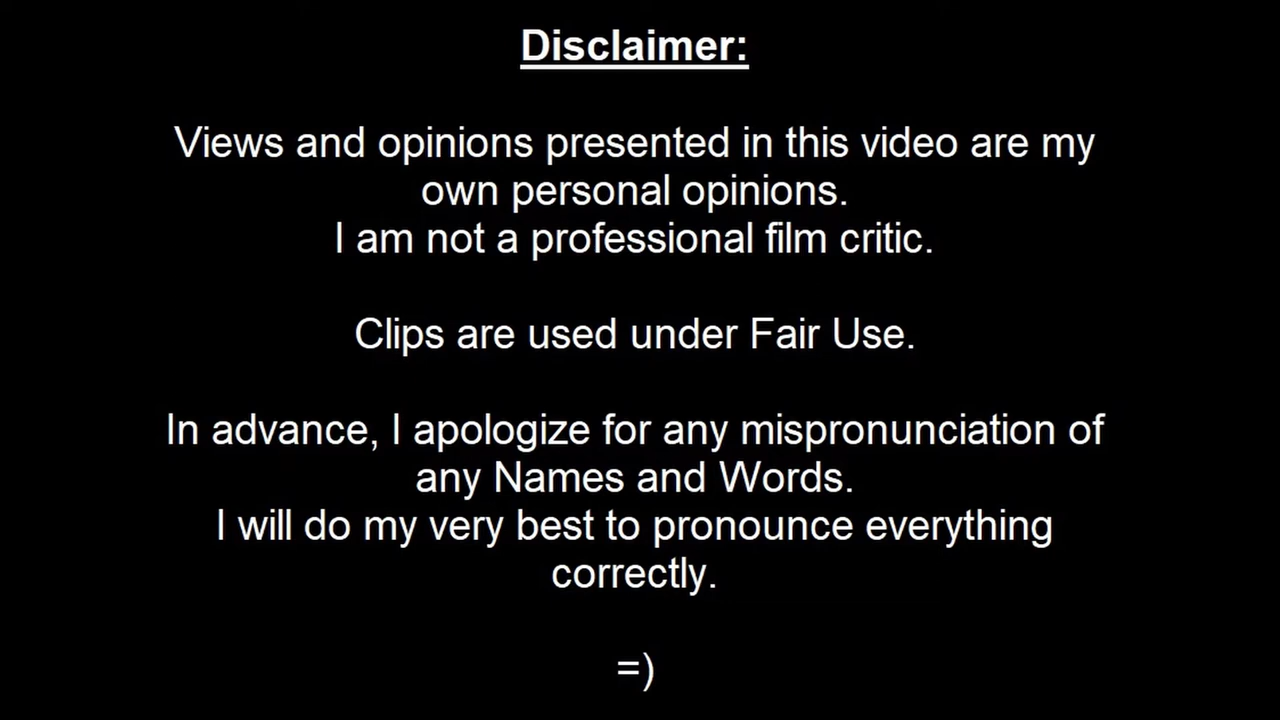 Disclaimer:
Views and opinions presented in this video are my
own personal opinions.
I am not a professional film critic.
Clips are used under Fair Use.
In advance, I apologize for any mispronunciation of
any Names and Words.
I will do my very best to pronounce everything
correctly.
=)